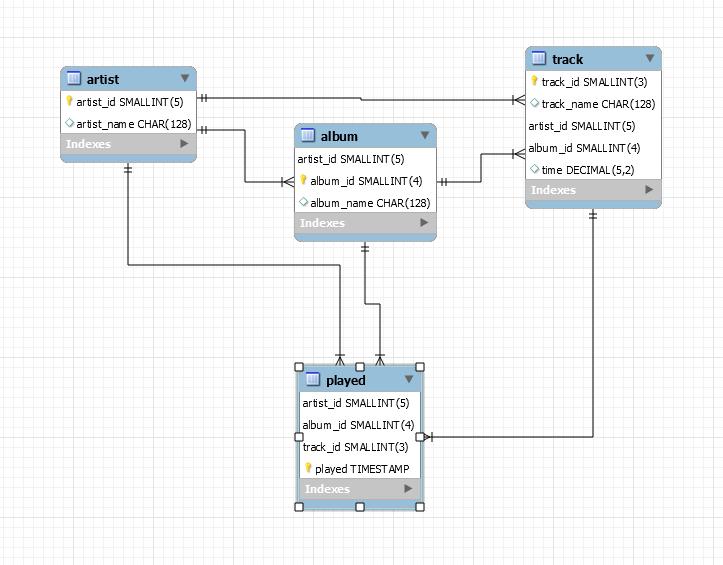 artist
artist_id SMALLINT(5)
artist_name CHAR(128)
Indexes
album
artist_id SMALLINT(5)
album_id SMALLINT(4)
album_name CHAR(128)
Indexes
track
track_id SMALLINT(3)
track_name CHAR(128)
artist_id SMALLINT(5)
album_id SMALLINT(4)
time DECIMAL(5,2)
Indexes
played
artist_id SMALLINT(5)
album_id SMALLINT(4)
track_id SMALLINT(3)
played TIMESTAMP
Indexes